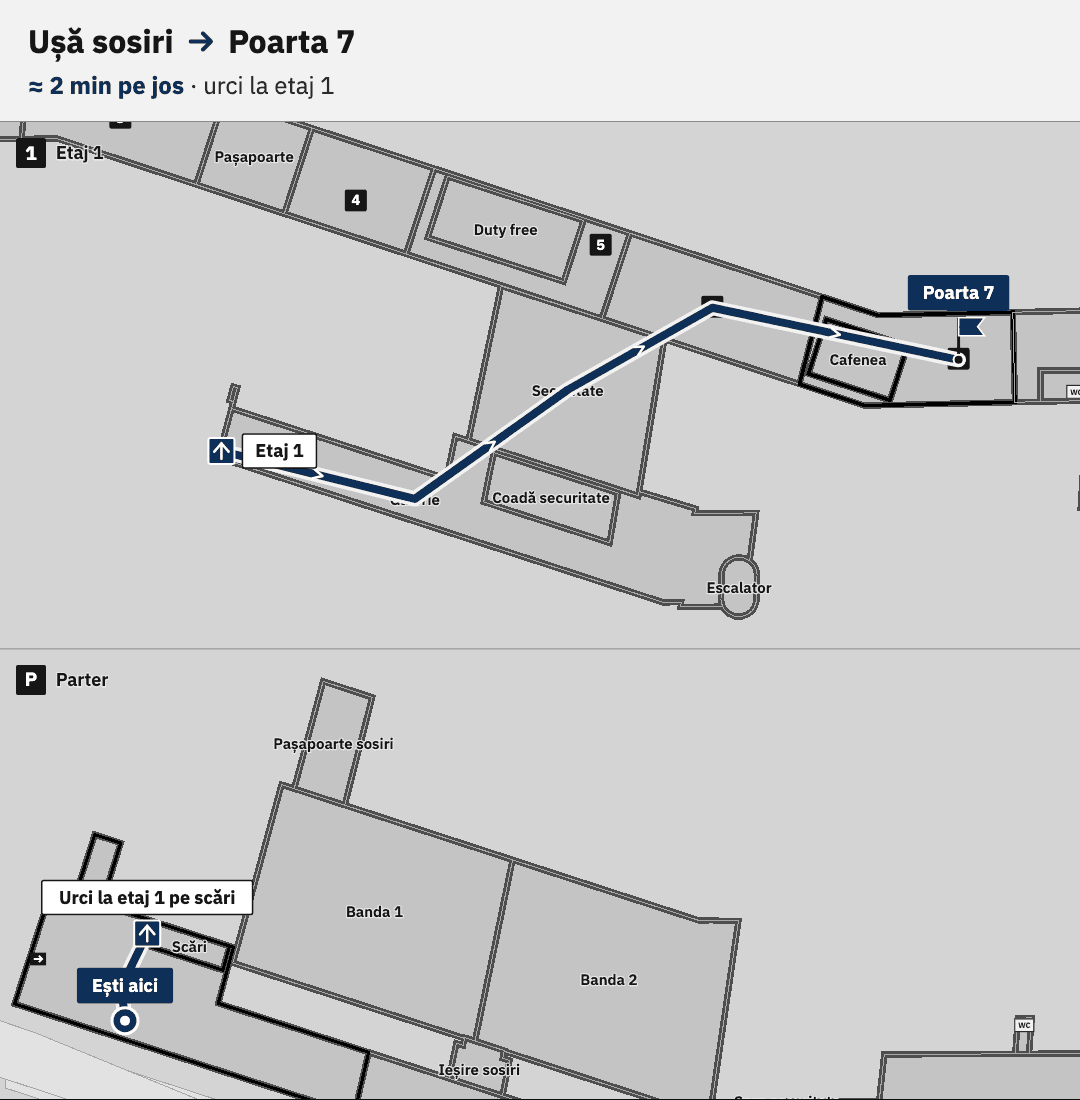 Ușă sosiri → Poarta 7
≈ 2 min pe jos · urci la etaj 1
1 Etaj 1
Pașapoarte
4
Duty free
5
Poarta 7
Cafenea
WC
Etaj 1
Coadă securitate
Escalator
P Parter
Pașapoarte sosiri
Urci la etaj 1 pe scări
Scări
Banda 1
Banda 2
Ești aici
WC
Ieșire sosiri